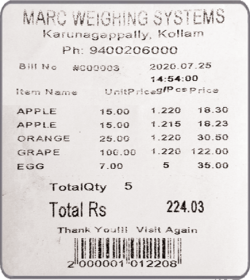 MARC WEIGHING SYSTEMS
Karunagappally, Kollam
Ph: 9400206000
Bill No #C00003 2020.07.25
14:54:00
Item Name UnitPrice Kg/Pcs Price
APPLE 15.00 1.220 18.30
APPLE 15.00 1.215 18.23
ORANGE 25.00 1.220 30.50
GRAPE 100.00 1.220 122.00
EGG 7.00 5 35.00
TotalQty 5
Total Rs 224.03
Thank You!!! Visit Again
2 000001 012208